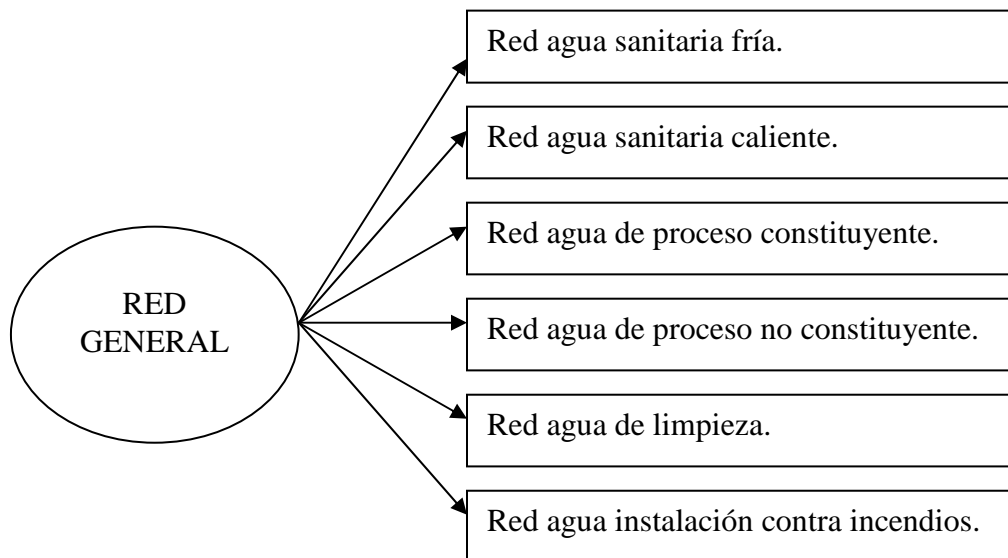 Red agua sanitaria fría.
Red agua sanitaria caliente.
Red agua de proceso constituyente.
RED
GENERAL
Red agua de proceso no constituyente.
Red agua de limpieza.
Red agua instalación contra incendios.